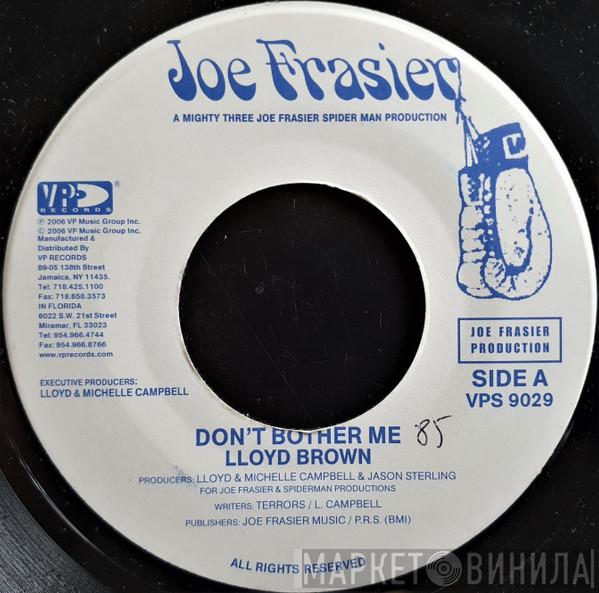 Joe Frasier
A MIGHTY THREE JOE FRASIER SPIDER MAN PRODUCTION
VP
RECORDS
®
℗ 2006 VP Music Group Inc.
© 2006 VP Music Group Inc.
Manufactured &
Distributed By
VP RECORDS
89-05 138th Street
Jamaica, NY 11435.
Tel: 718.425.1100
Fax: 718.658.3573
IN FLORIDA
6022 S.W. 21st Street
Miramar, FL 33023
Tel: 954.966.4744
Fax: 954.966.8766
www.vprecords.com
EXECUTIVE PRODUCERS:
LLOYD & MICHELLE CAMPBELL
JOE FRASIER
PRODUCTION
SIDE A
VPS 9029
DON'T BOTHER ME 85
LLOYD BROWN
PRODUCERS: LLOYD & MICHELLE CAMPBELL & JASON STERLING
FOR JOE FRASIER & SPIDERMAN PRODUCTIONS
WRITERS: TERRORS / L. CAMPBELL
PUBLISHERS: JOE FRASIER MUSIC / P.R.S. (BMI)
ALL RIGHTS RESERVED
МАРКЕТ ВИНИЛА